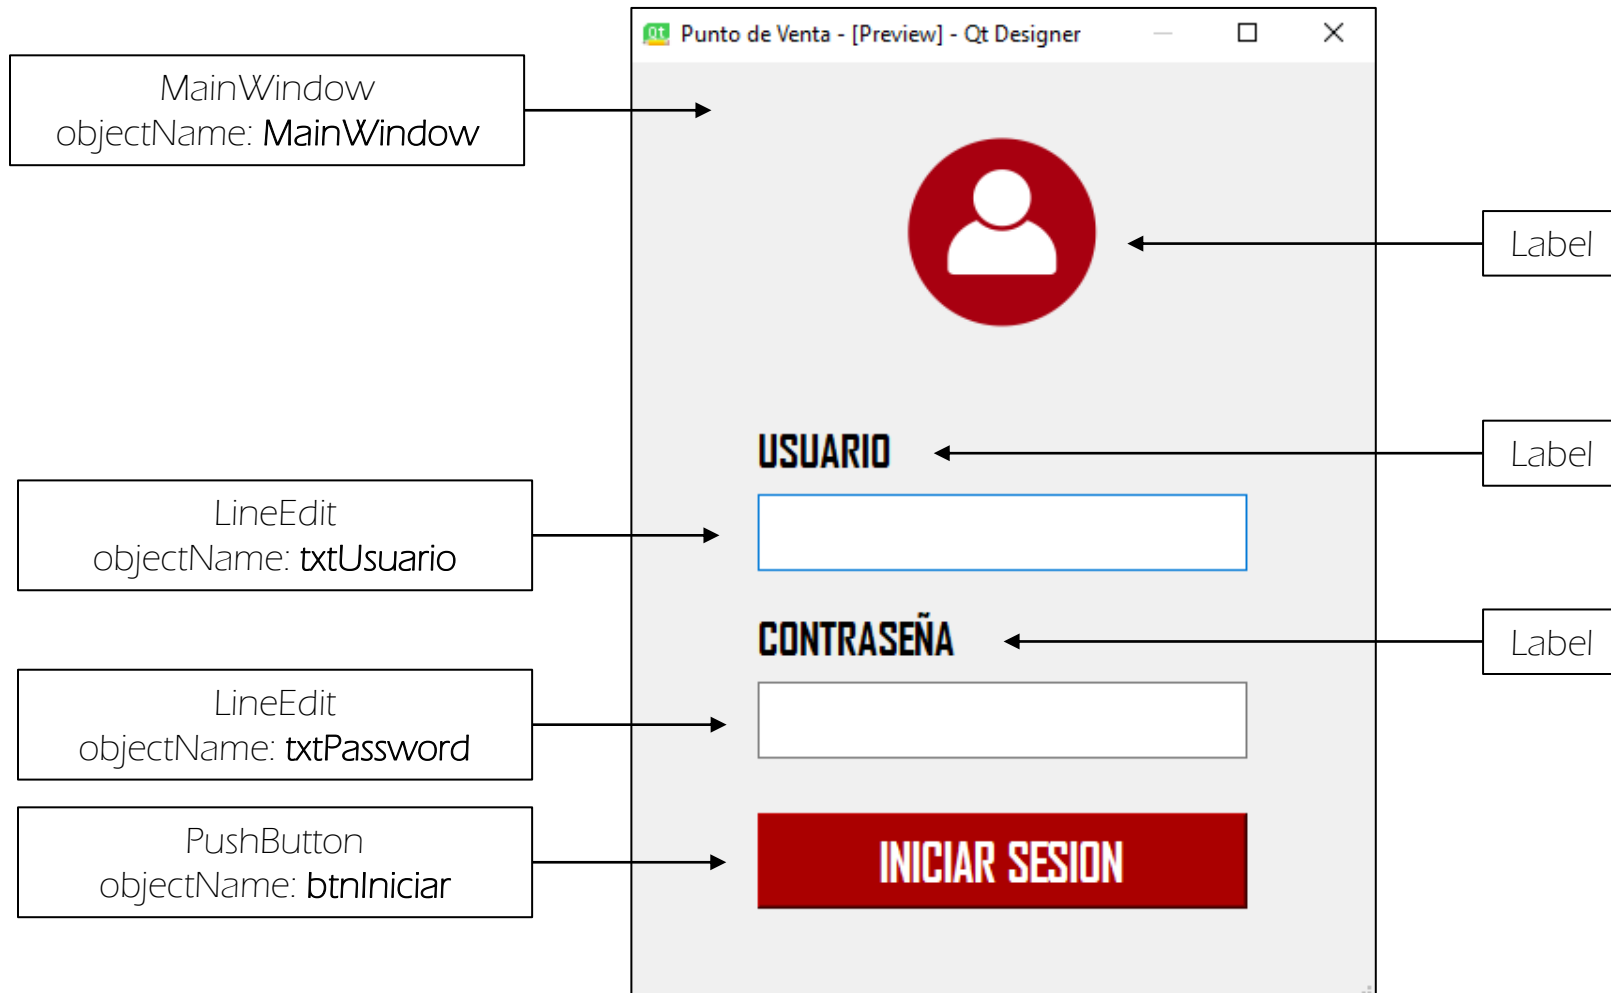 Qt Punto de Venta - [Preview] - Qt Designer
MainWindow
objectName: MainWindow
Label
USUARIO
Label
LineEdit
objectName: txtUsuario
CONTRASEÑA
Label
LineEdit
objectName: txtPassword
PushButton
objectName: btnIniciar
INICIAR SESION